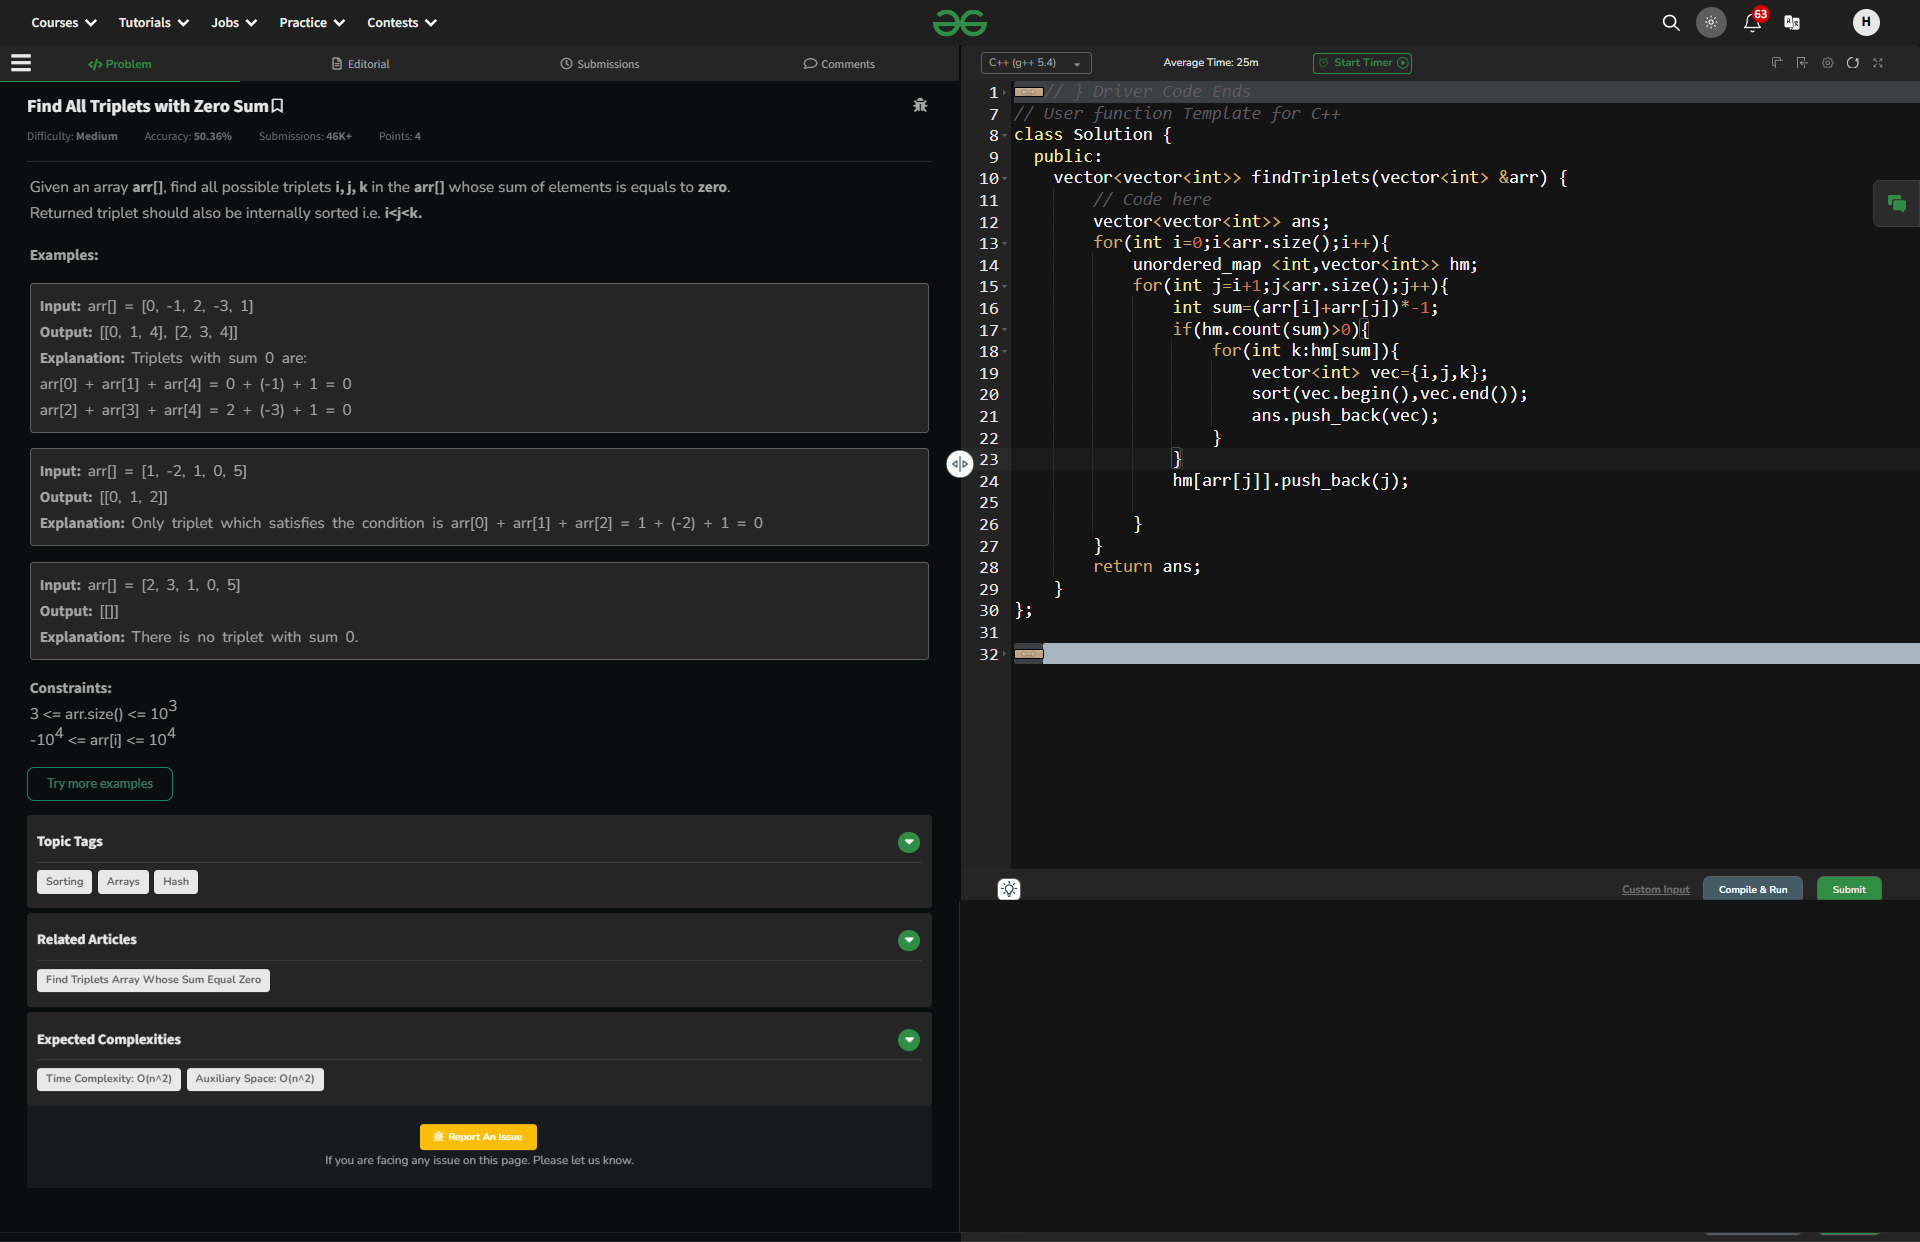 Courses Tutorials Jobs Practice Contests
63
H
Problem Editorial Submissions Comments
Find All Triplets with Zero Sum
Difficulty: Medium Accuracy: 50.36% Submissions: 46K+ Points: 4
Given an array arr[], find all possible triplets i, j, k in the arr[] whose sum of elements is equals to zero.
Returned triplet should also be internally sorted i.e. i<j<k.
Examples:
Input: arr[] = [0, -1, 2, -3, 1]
Output: [[0, 1, 4], [2, 3, 4]]
Explanation: Triplets with sum 0 are:
arr[0] + arr[1] + arr[4] = 0 + (-1) + 1 = 0
arr[2] + arr[3] + arr[4] = 2 + (-3) + 1 = 0
Input: arr[] = [1, -2, 1, 0, 5]
Output: [[0, 1, 2]]
Explanation: Only triplet which satisfies the condition is arr[0] + arr[1] + arr[2] = 1 + (-2) + 1 = 0
Input: arr[] = [2, 3, 1, 0, 5]
Output: [[]]
Explanation: There is no triplet with sum 0.
Constraints:
3 <= arr.size() <= 10^3
-10^4 <= arr[i] <= 10^4
Try more examples
Topic Tags
Sorting Arrays Hash
Related Articles
Find Triplets Array Whose Sum Equal Zero
Expected Complexities
Time Complexity: O(n^2) Auxiliary Space: O(n^2)
Report An Issue
If you are facing any issue on this page. Please let us know.
C++ (g++ 5.4) Average Time: 25m Start Timer
1 // } Driver Code Ends
7 // User function Template for C++
8 class Solution {
9 public:
10 vector<vector<int>> findTriplets(vector<int> &arr) {
11 // Code here
12 vector<vector<int>> ans;
13 for(int i=0;i<arr.size();i++){
14 unordered_map <int,vector<int>> hm;
15 for(int j=i+1;j<arr.size();j++){
16 int sum=(arr[i]+arr[j])*-1;
17 if(hm.count(sum)>0){
18 for(int k:hm[sum]){
19 vector<int> vec={i,j,k};
20 sort(vec.begin(),vec.end());
21 ans.push_back(vec);
22 }
23 }
24 hm[arr[j]].push_back(j);
25
26 }
27 }
28 return ans;
29 }
30 };
31
32
Custom Input Compile & Run Submit